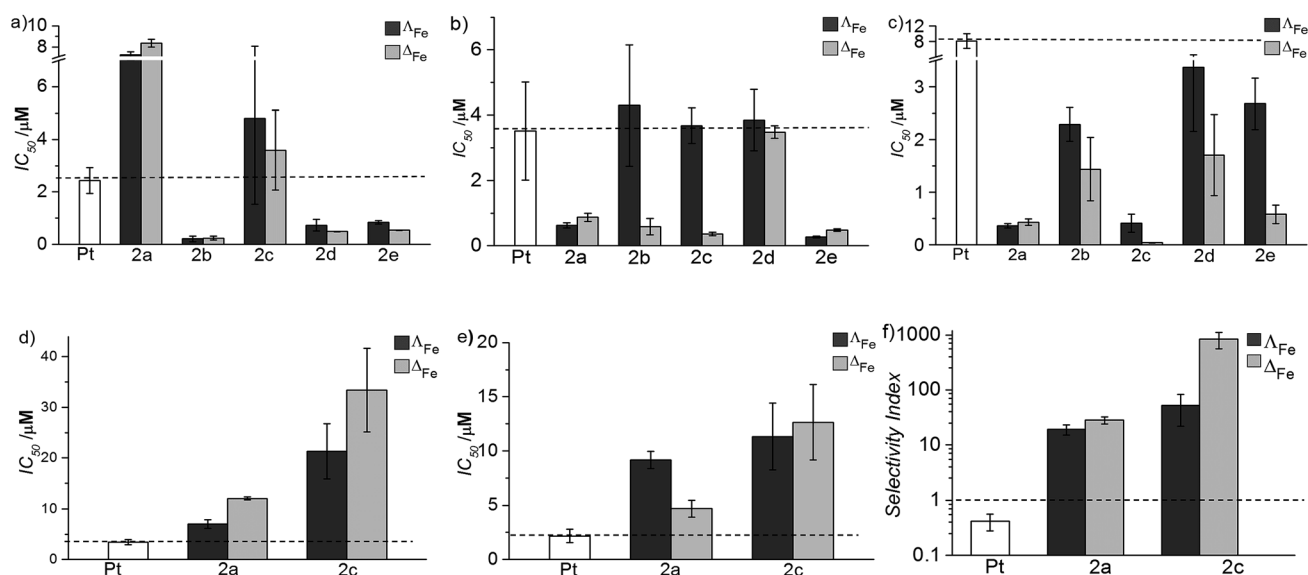 a)
IC50 /μM
10
8
6
4
2
0
ΛFe
ΔFe
Pt 2a 2b 2c 2d 2e
b)
IC50 /μM
6
4
2
0
ΛFe
ΔFe
Pt 2a 2b 2c 2d 2e
c)
IC50 /μM
12
8
3
2
1
0
ΛFe
ΔFe
Pt 2a 2b 2c 2d 2e
d)
IC50 /μM
40
30
20
10
0
ΛFe
ΔFe
Pt 2a 2c
e)
IC50 /μM
20
15
10
5
0
ΛFe
ΔFe
Pt 2a 2c
f)
Selectivity Index
1000
100
10
1
0.1
ΛFe
ΔFe
Pt 2a 2c